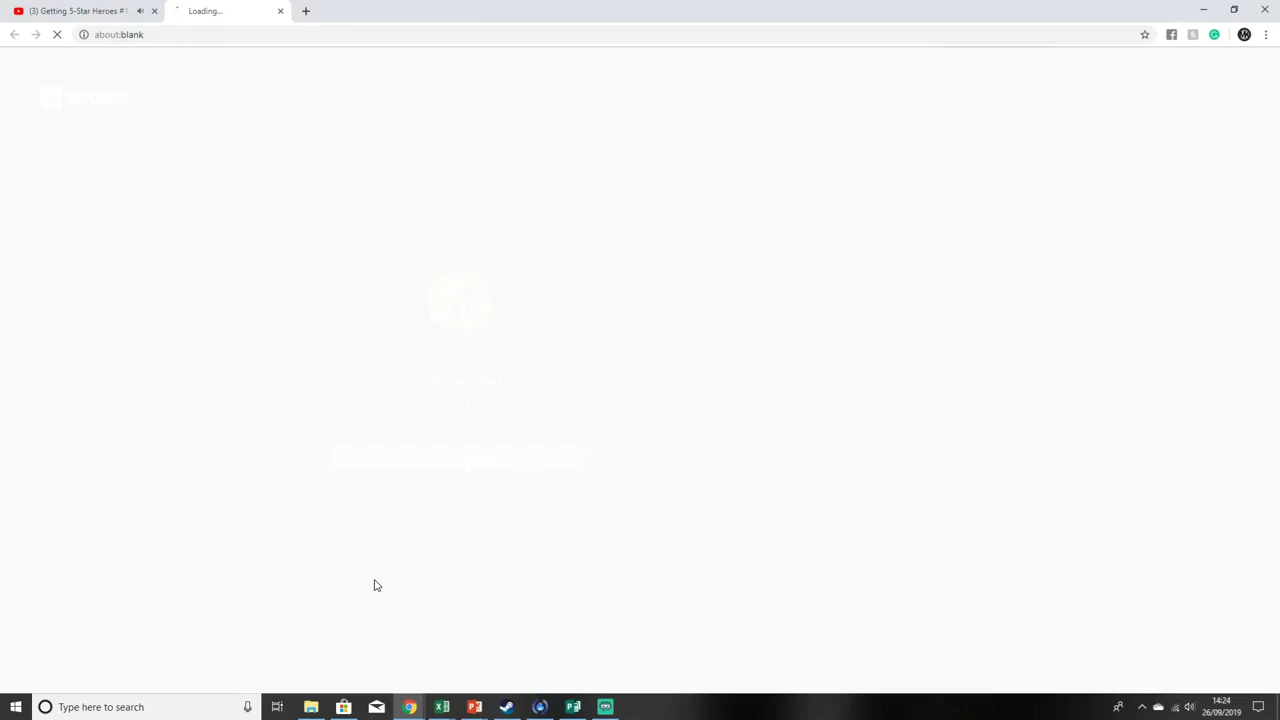 (3) Getting 5-Star Heroes #1
Loading...
about:blank
Type here to search
14:24
26/09/2019